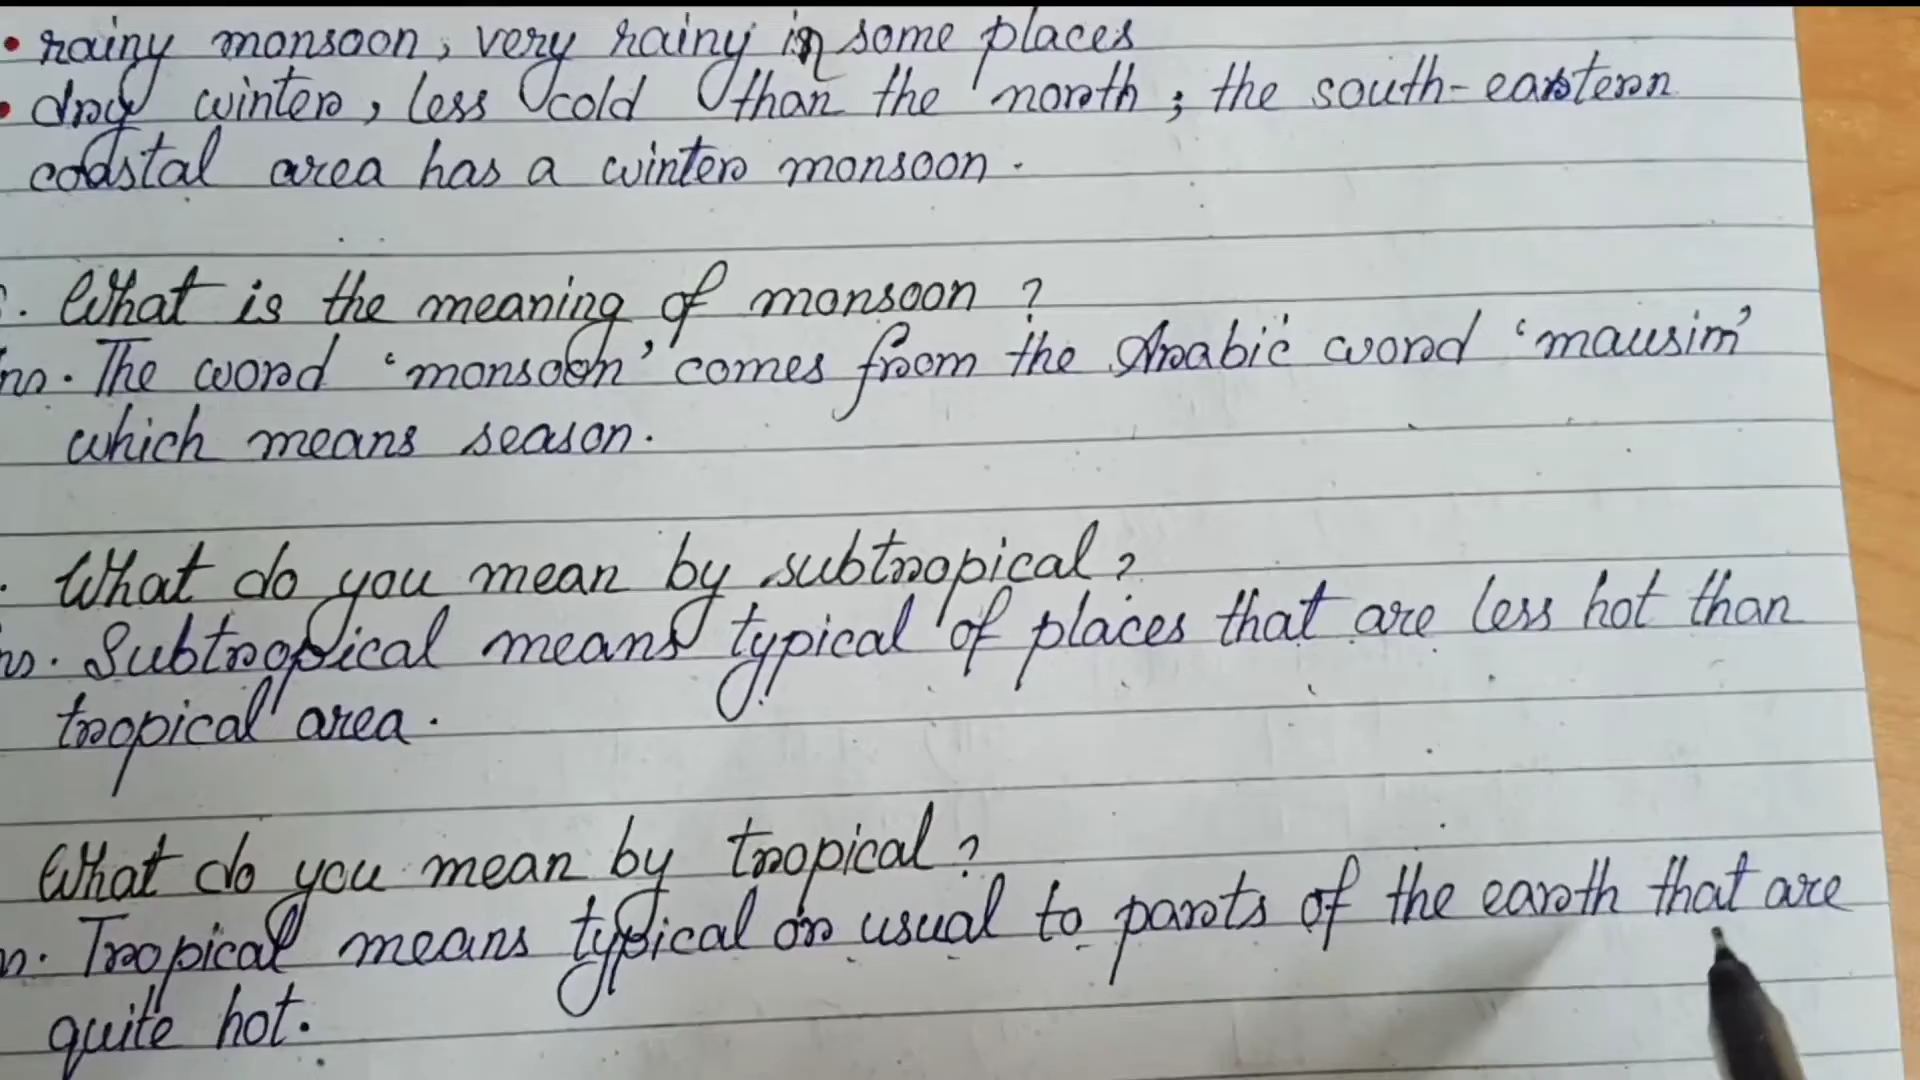 • rainy monsoon, very rainy in some places
• dry winter, less cold than the north; the south-eastern
coastal area has a winter monsoon.
. What is the meaning of monsoon ?
ns. The word 'monsoon' comes from the Arabic word 'mausim'
which means season.
. What do you mean by subtropical?
ns. Subtropical means typical of places that are less hot than
tropical area.
What do you mean by tropical?
n. Tropical means typical or usual to parts of the earth that are
quite hot.